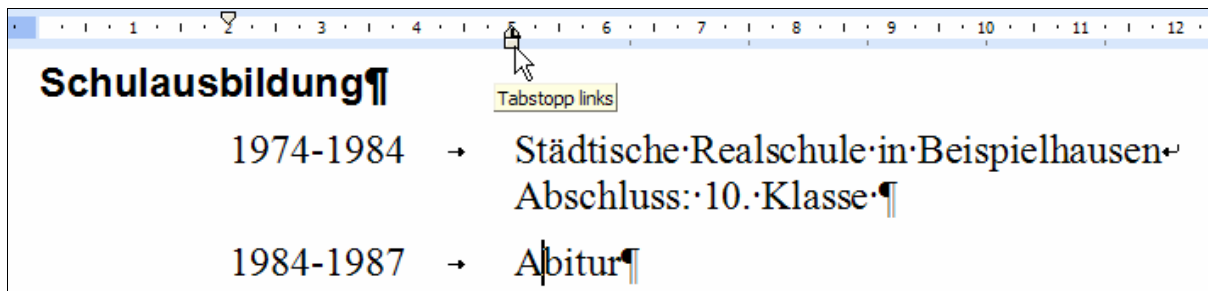 1 2 3 4 5 6 7 8 9 10 11 12
Schulausbildung¶
Tabstopp links
1974-1984 → Städtische·Realschule·in·Beispielhausen↵
Abschluss:·10.·Klasse·¶
1984-1987 → Abitur¶